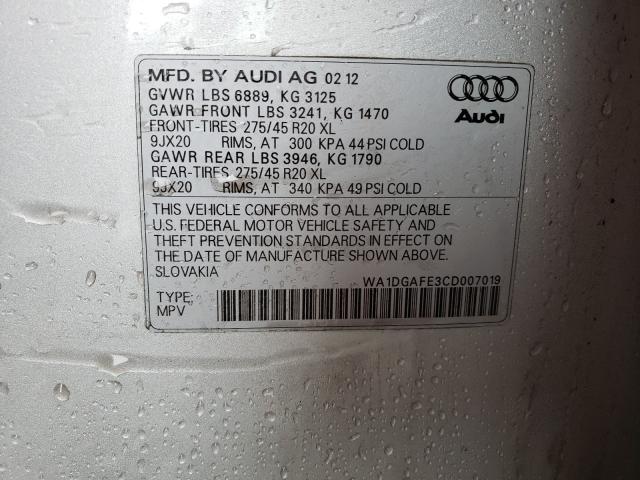 MFD. BY AUDI AG 02 12
GVWR LBS 6889, KG 3125
GAWR FRONT LBS 3241, KG 1470
FRONT-TIRES 275/45 R20 XL
9JX20 RIMS, AT 300 KPA 44 PSI COLD
GAWR REAR LBS 3946, KG 1790
REAR-TIRES 275/45 R20 XL
9JX20 RIMS, AT 340 KPA 49 PSI COLD
Audi
THIS VEHICLE CONFORMS TO ALL APPLICABLE
U.S. FEDERAL MOTOR VEHICLE SAFETY AND
THEFT PREVENTION STANDARDS IN EFFECT ON
THE DATE OF MANUFACTURE SHOWN ABOVE.
SLOVAKIA
WA1DGAFE3CD007019
TYPE:
MPV